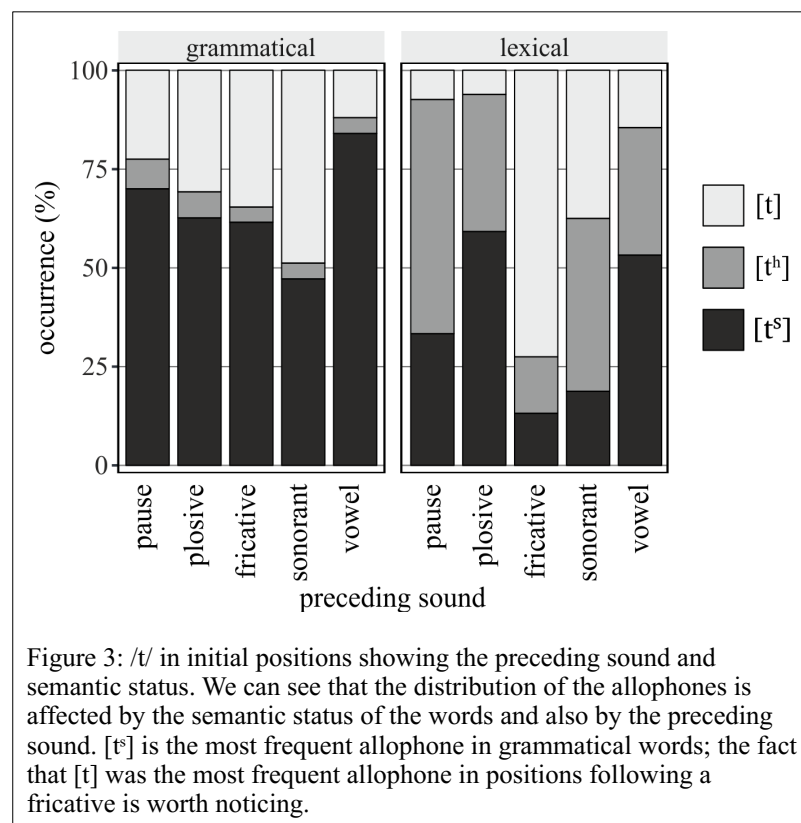 grammatical
lexical
100
75
50
25
0
occurrence (%)
pause
plosive
fricative
sonorant
vowel
pause
plosive
fricative
sonorant
vowel
preceding sound
[t]
[tʰ]
[tˢ]
Figure 3: /t/ in initial positions showing the preceding sound and
semantic status. We can see that the distribution of the allophones is
affected by the semantic status of the words and also by the preceding
sound. [tˢ] is the most frequent allophone in grammatical words; the fact
that [t] was the most frequent allophone in positions following a
fricative is worth noticing.